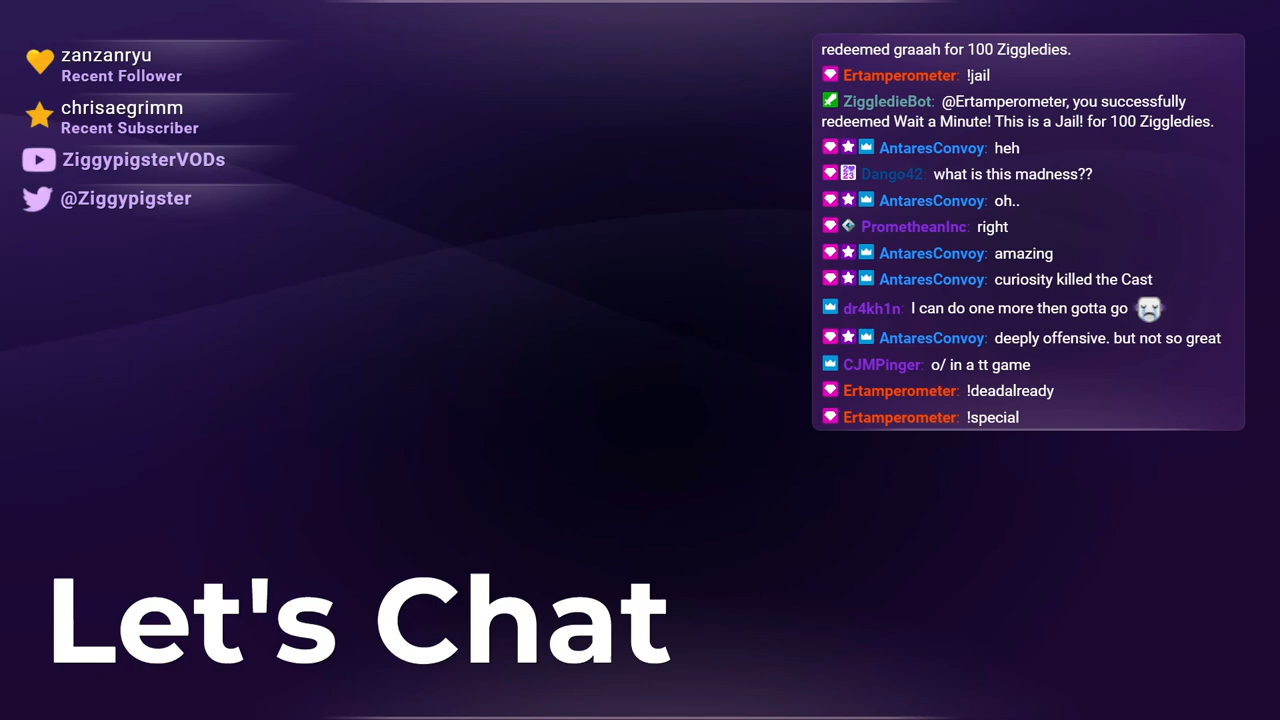 zanzanryu
Recent Follower
chrisaegrimm
Recent Subscriber
ZiggypigsterVODs
@Ziggypigster
redeemed graaah for 100 Ziggledies.
Ertamperometer: !jail
ZiggledieBot: @Ertamperometer, you successfully
redeemed Wait a Minute! This is a Jail! for 100 Ziggledies.
AntaresConvoy: heh
Dango42: what is this madness??
AntaresConvoy: oh..
PrometheanInc: right
AntaresConvoy: amazing
AntaresConvoy: curiosity killed the Cast
dr4kh1n: I can do one more then gotta go
AntaresConvoy: deeply offensive. but not so great
CJMPinger: o/ in a tt game
Ertamperometer: !deadalready
Ertamperometer: !special
Let's Chat